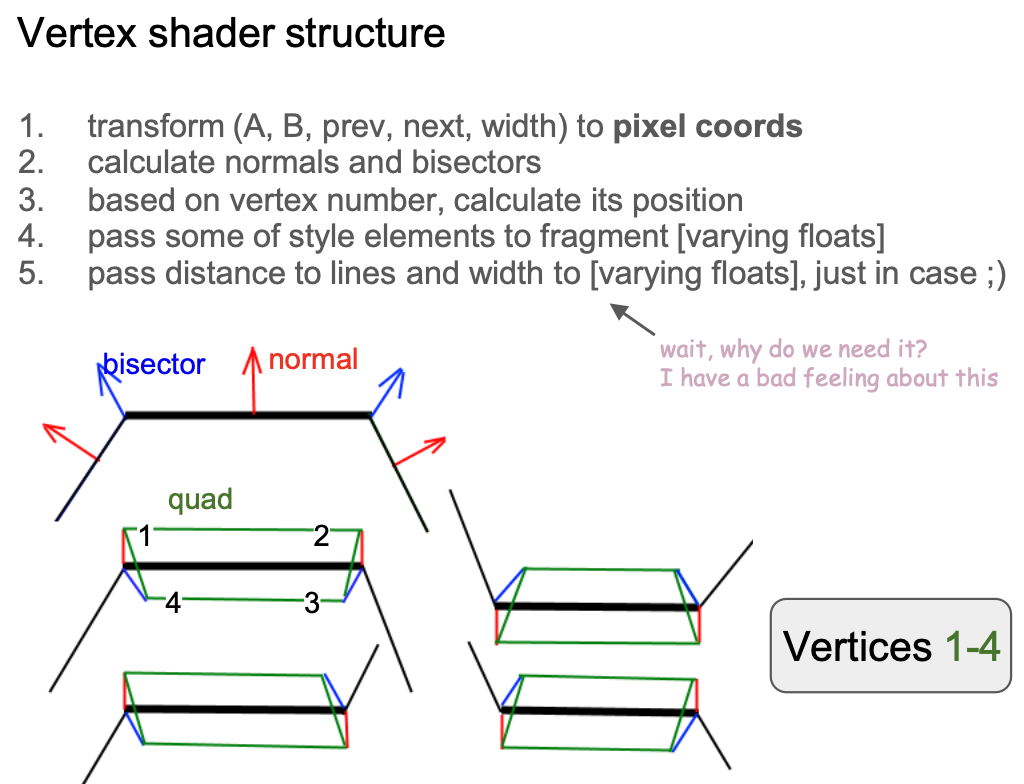 Vertex shader structure
1. transform (A, B, prev, next, width) to pixel coords
2. calculate normals and bisectors
3. based on vertex number, calculate its position
4. pass some of style elements to fragment [varying floats]
5. pass distance to lines and width to [varying floats], just in case ;)
wait, why do we need it?
I have a bad feeling about this
bisector
normal
quad
1 2
4 3
Vertices 1-4